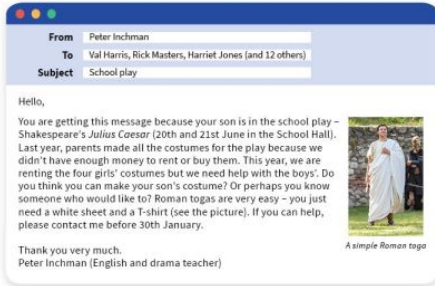 From Peter Inchman
To Val Harris, Rick Masters, Harriet Jones (and 12 others)
Subject School play
Hello,
You are getting this message because your son is in the school play –
Shakespeare's Julius Caesar (20th and 21st June in the School Hall).
Last year, parents made all the costumes for the play because we
didn't have enough money to rent or buy them. This year, we are
renting the four girls' costumes but we need help with the boys'. Do
you think you can make your son's costume? Or perhaps you know
someone who would like to? Roman togas are very easy – you just
need a white sheet and a T-shirt (see the picture). If you can help,
please contact me before 30th January.
A simple Roman toga
Thank you very much.
Peter Inchman (English and drama teacher)